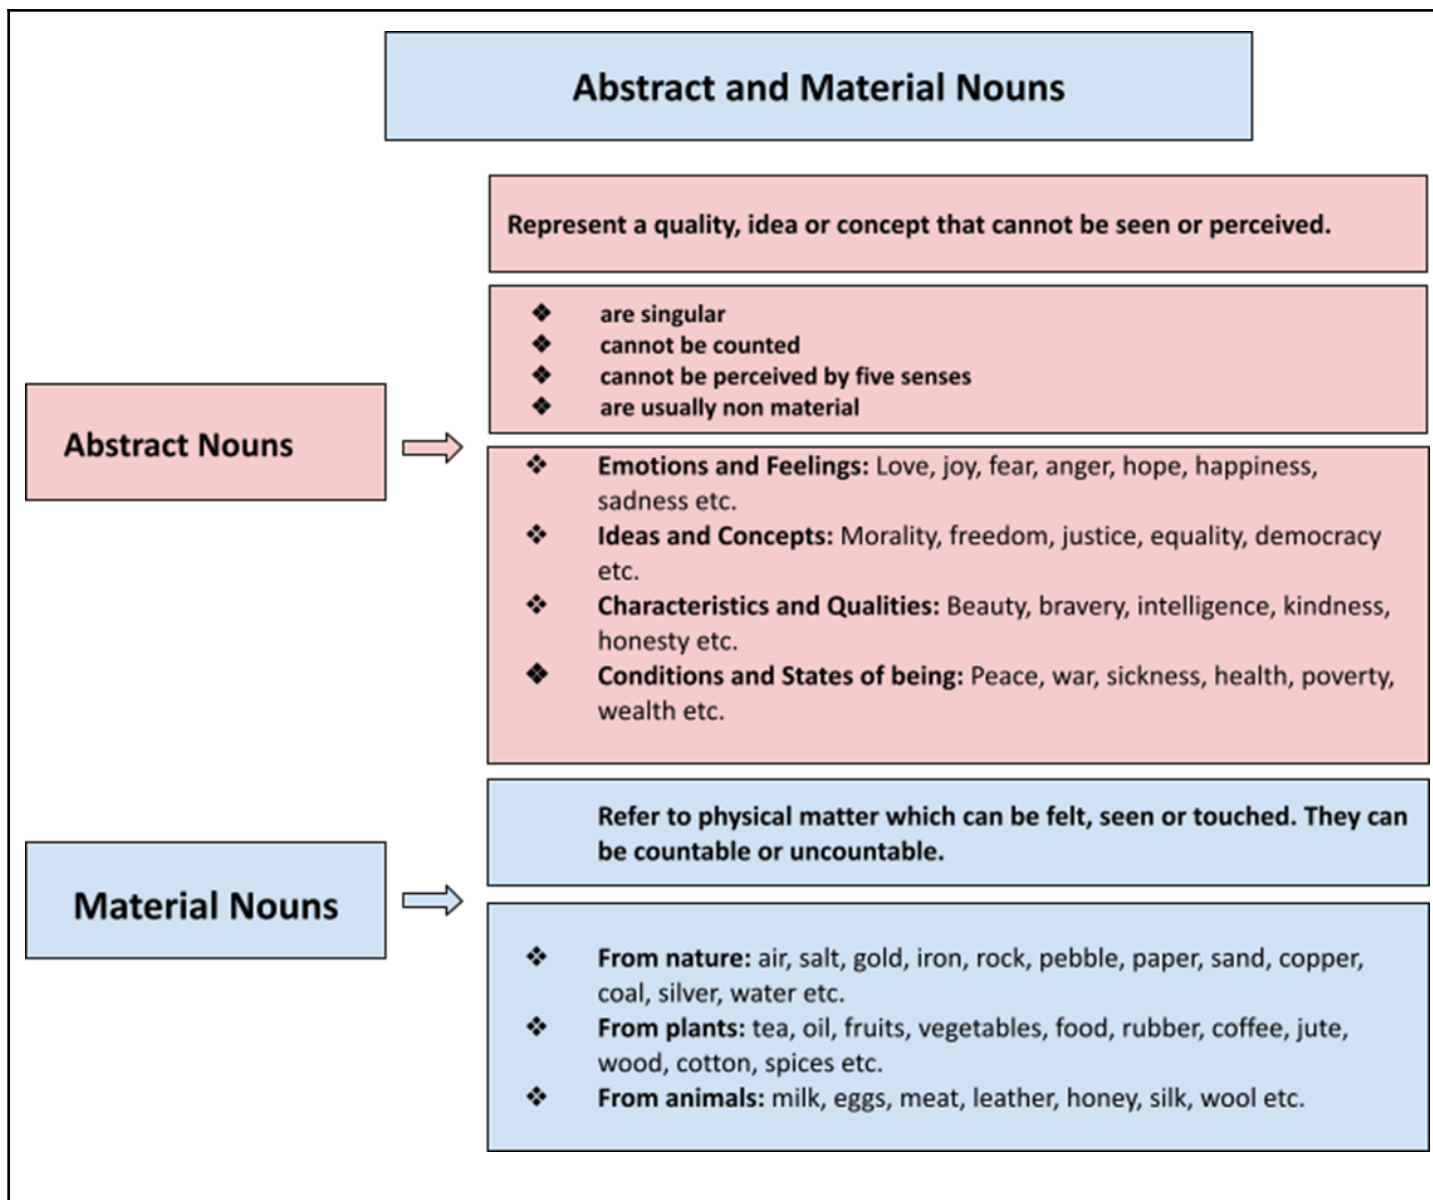 Abstract and Material Nouns
Represent a quality, idea or concept that cannot be seen or perceived.
❖ are singular
❖ cannot be counted
❖ cannot be perceived by five senses
❖ are usually non material
Abstract Nouns
❖ Emotions and Feelings: Love, joy, fear, anger, hope, happiness,
sadness etc.
❖ Ideas and Concepts: Morality, freedom, justice, equality, democracy
etc.
❖ Characteristics and Qualities: Beauty, bravery, intelligence, kindness,
honesty etc.
❖ Conditions and States of being: Peace, war, sickness, health, poverty,
wealth etc.
Refer to physical matter which can be felt, seen or touched. They can
be countable or uncountable.
Material Nouns
❖ From nature: air, salt, gold, iron, rock, pebble, paper, sand, copper,
coal, silver, water etc.
❖ From plants: tea, oil, fruits, vegetables, food, rubber, coffee, jute,
wood, cotton, spices etc.
❖ From animals: milk, eggs, meat, leather, honey, silk, wool etc.